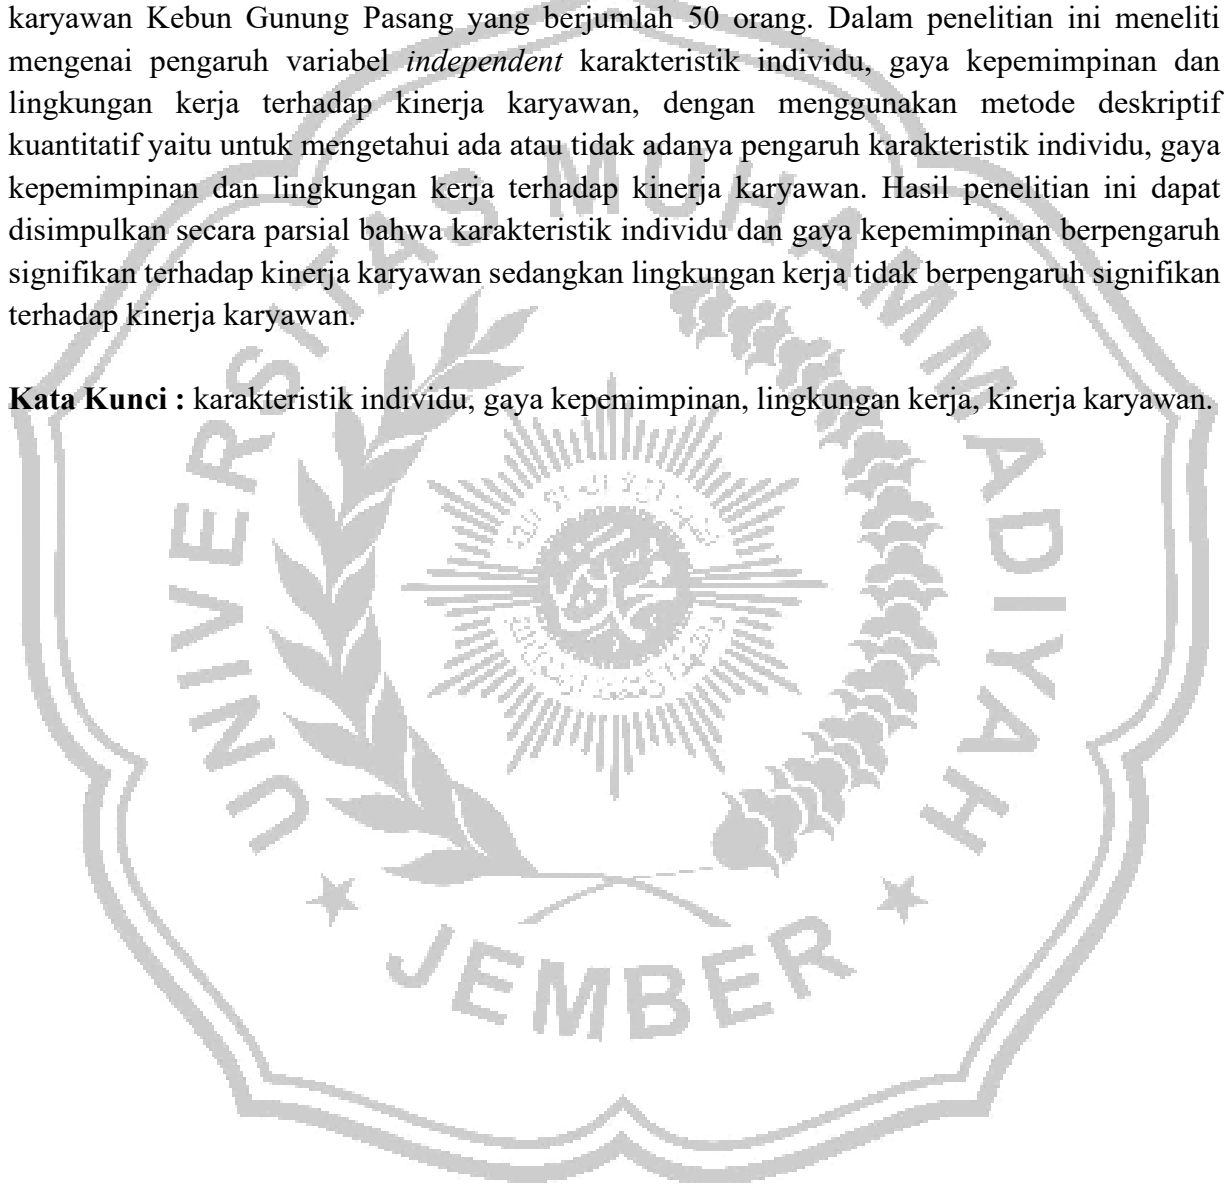 karyawan Kebun Gunung Pasang yang berjumlah 50 orang. Dalam penelitian ini meneliti
mengenai pengaruh variabel independent karakteristik individu, gaya kepemimpinan dan
lingkungan kerja terhadap kinerja karyawan, dengan menggunakan metode deskriptif
kuantitatif yaitu untuk mengetahui ada atau tidak adanya pengaruh karakteristik individu, gaya
kepemimpinan dan lingkungan kerja terhadap kinerja karyawan. Hasil penelitian ini dapat
disimpulkan secara parsial bahwa karakteristik individu dan gaya kepemimpinan berpengaruh
signifikan terhadap kinerja karyawan sedangkan lingkungan kerja tidak berpengaruh signifikan
terhadap kinerja karyawan.
Kata Kunci : karakteristik individu, gaya kepemimpinan, lingkungan kerja, kinerja karyawan.
UNIVERSITAS MUHAMMADIYAH
JEMBER